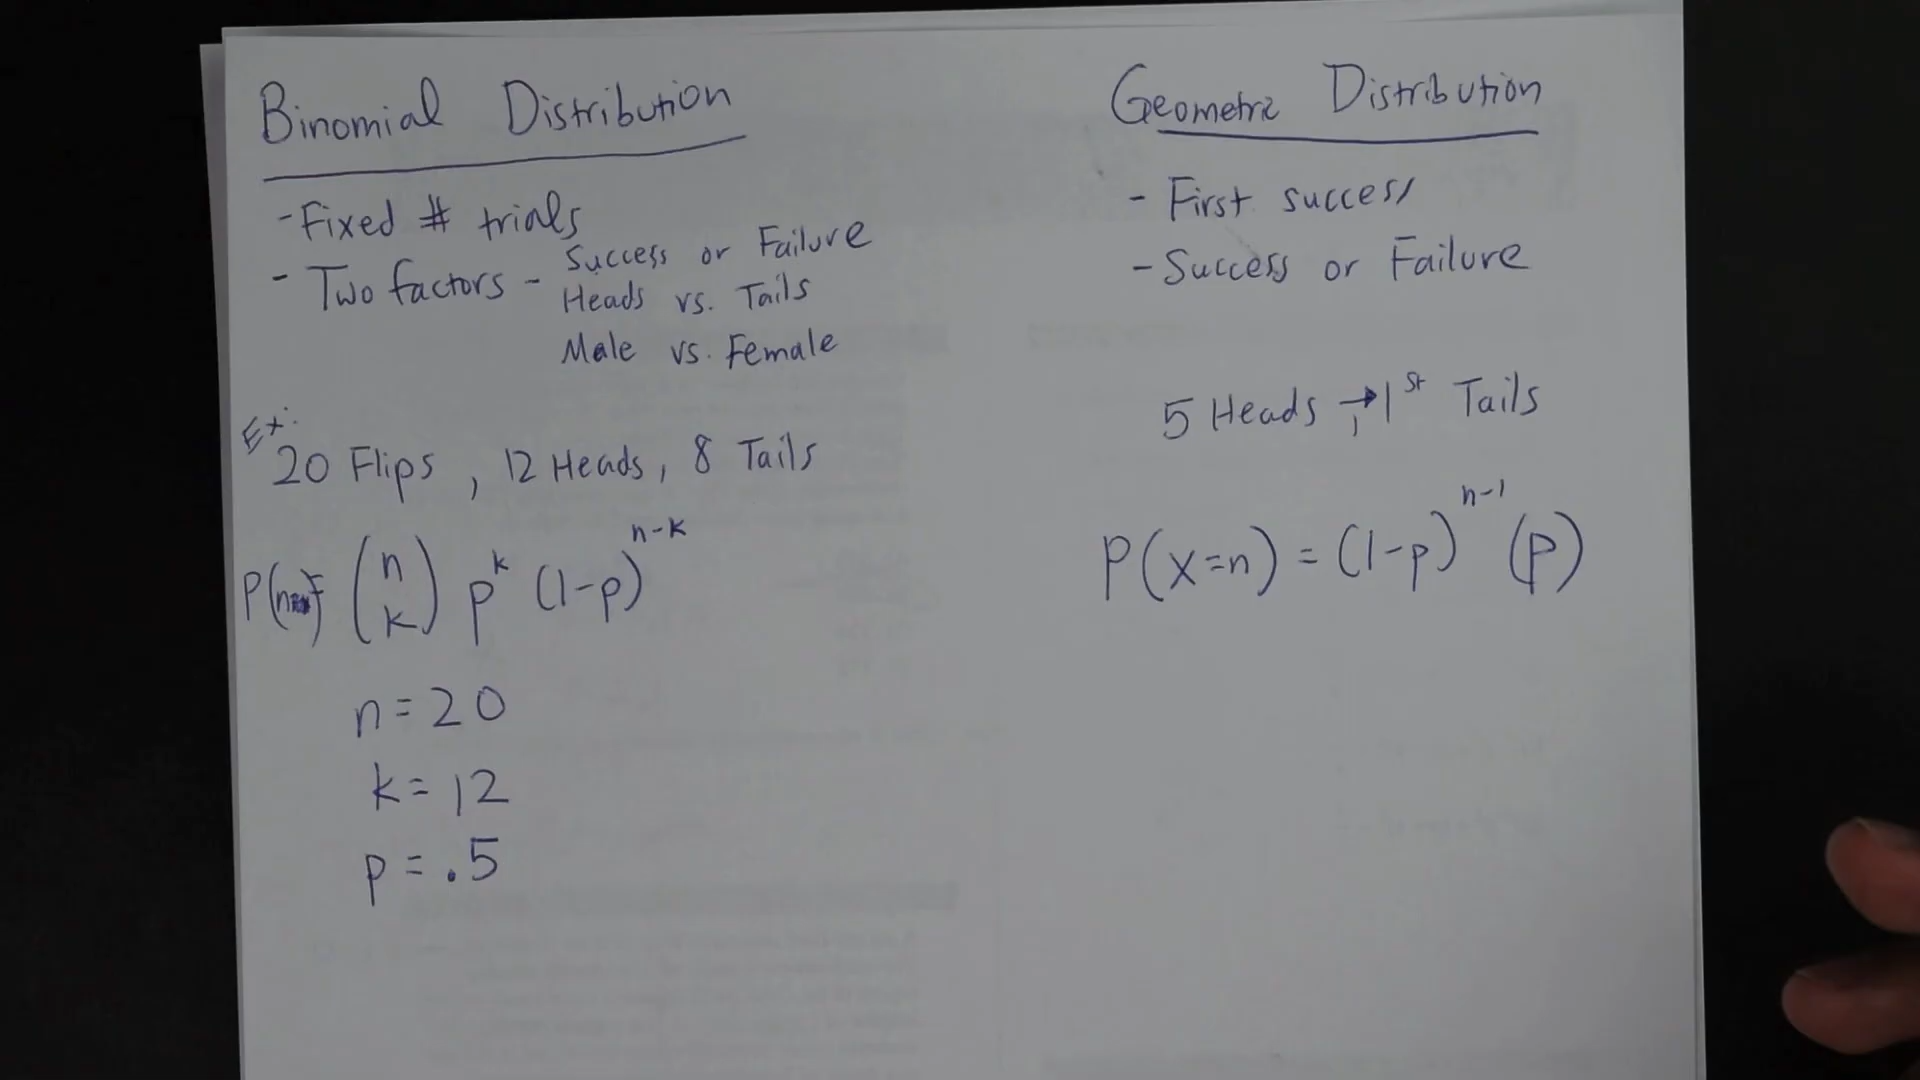 Binomial Distribution
- Fixed # trials
- Two factors - Success or Failure
Heads vs. Tails
Male vs. Female
Ex:
20 Flips, 12 Heads, 8 Tails
= (n k) p^k (1-p)^n-k
n = 20
k = 12
p = .5
Geometric Distribution
- First success
- Success or Failure
5 Heads → 1st Tails
P(x=n) = (1-p)^n-1 (p)